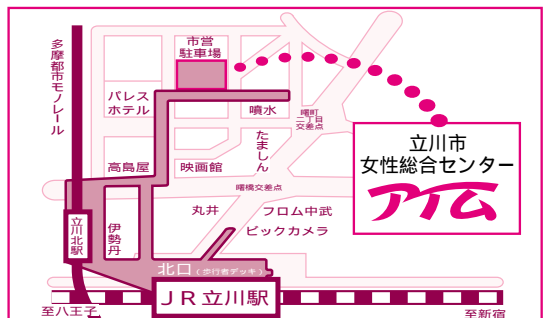 市営
駐車場
多摩都市モノレール
パレス
ホテル
噴水
曙町
二丁目
交差点
たましん
立川市
女性総合センター
アイム
高島屋
映画館
曙橋交差点
丸井
フロム中武
ビックカメラ
伊勢丹
立川北駅
北口（歩行者デッキ）
JR立川駅
至八王子
至新宿